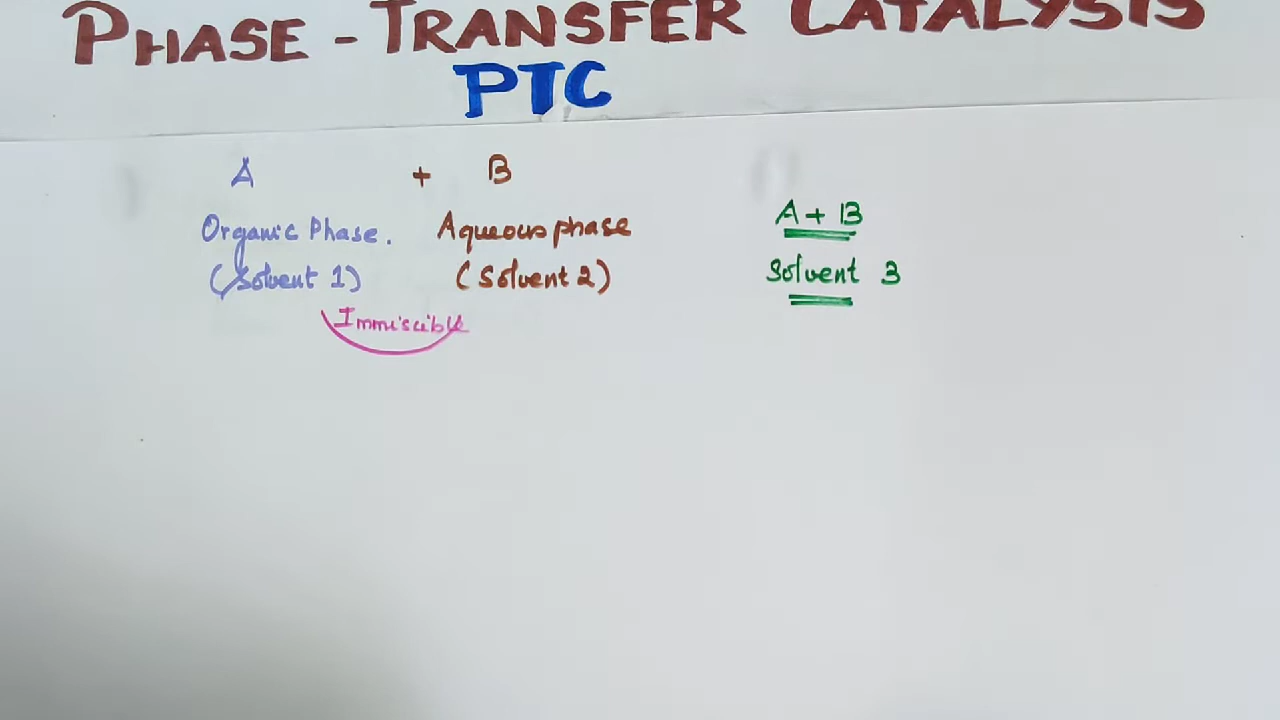 PHASE - TRANSFER CATALYSIS
PTC
A + B
Organic Phase. Aqueous phase
(Solvent 1) (Solvent 2)
Immiscible
A + B
Solvent 3